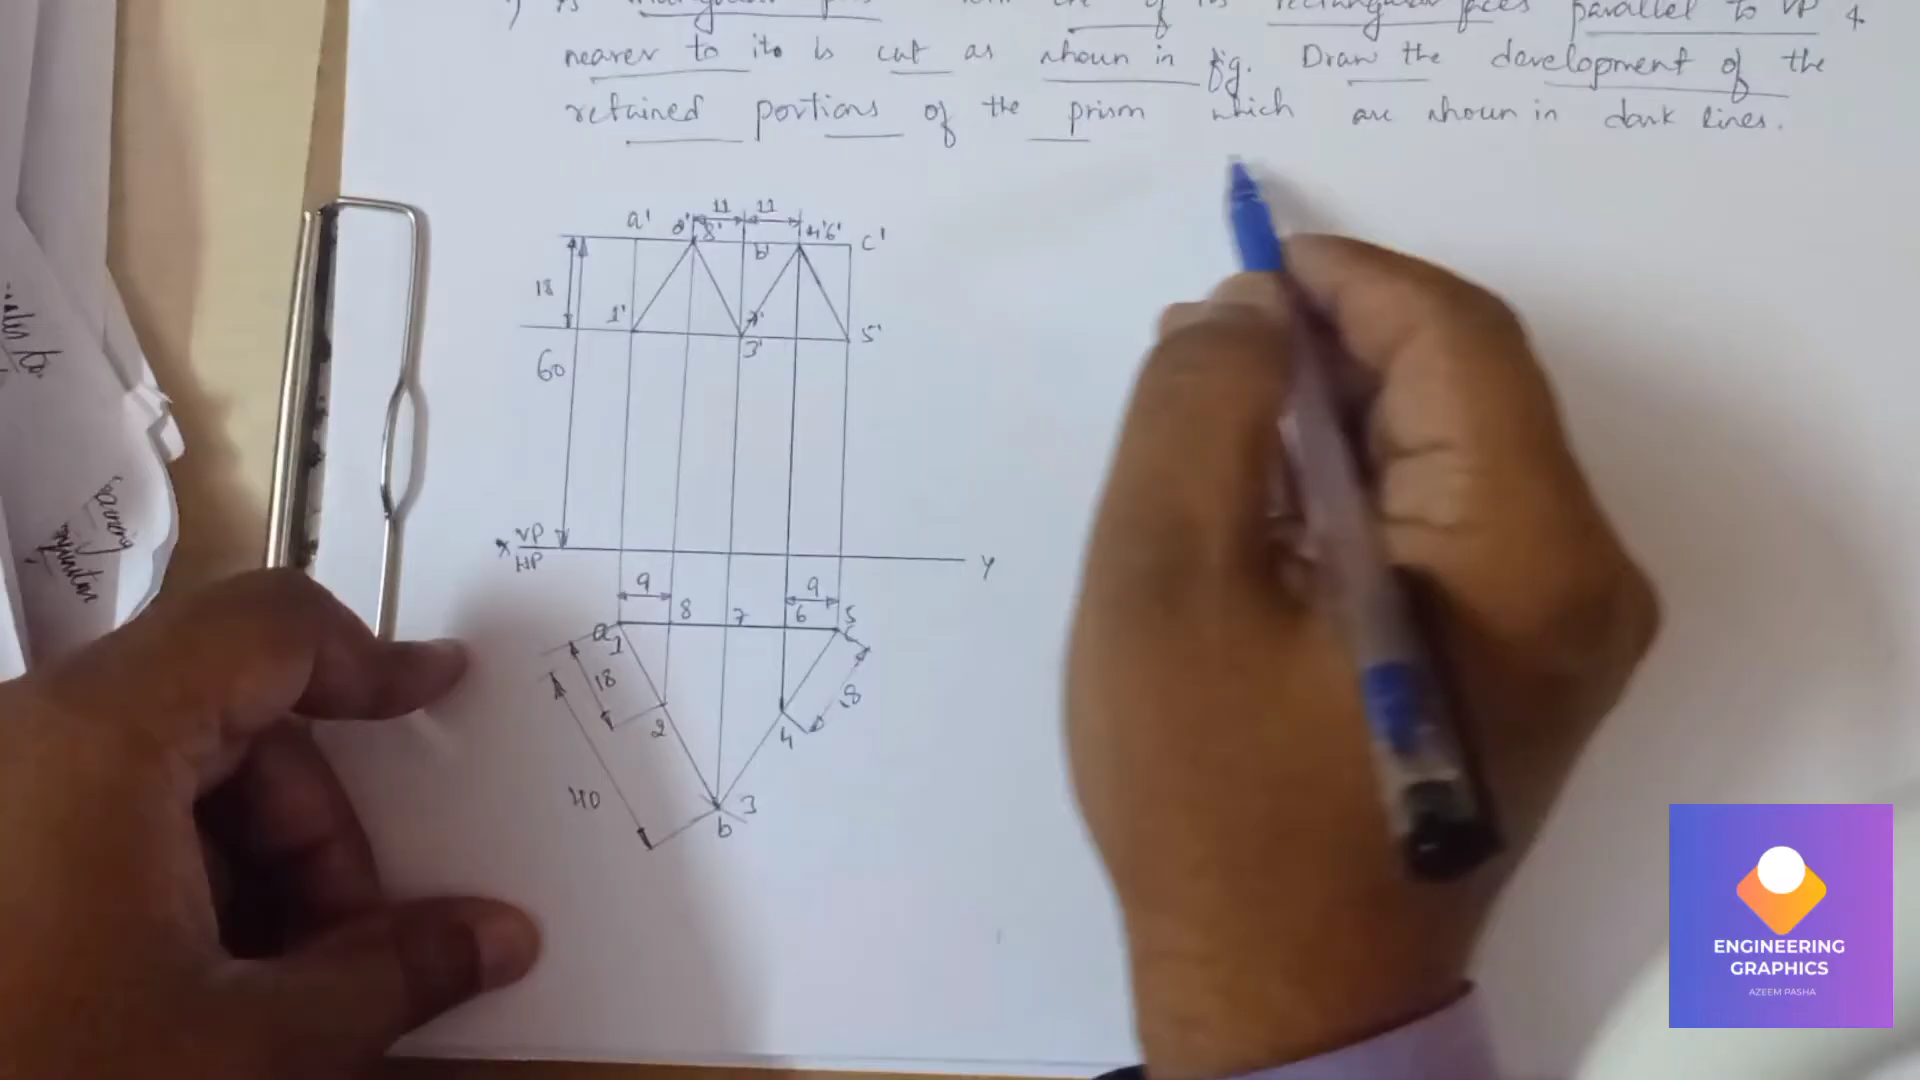 rectangular faces parallel to VP &
nearer to it is cut as shown in fig. Draw the development of the
retained portions of the prism which are shown in dark lines.
11 11
a' 2' 8' b' 4' 6' c'
18
1' 7' 5'
3'
60
X VP Y
HP
9 9
8 7 6 5
a c
1
18
2 4
40 3
b
ENGINEERING
GRAPHICS
AZEEM PASHA